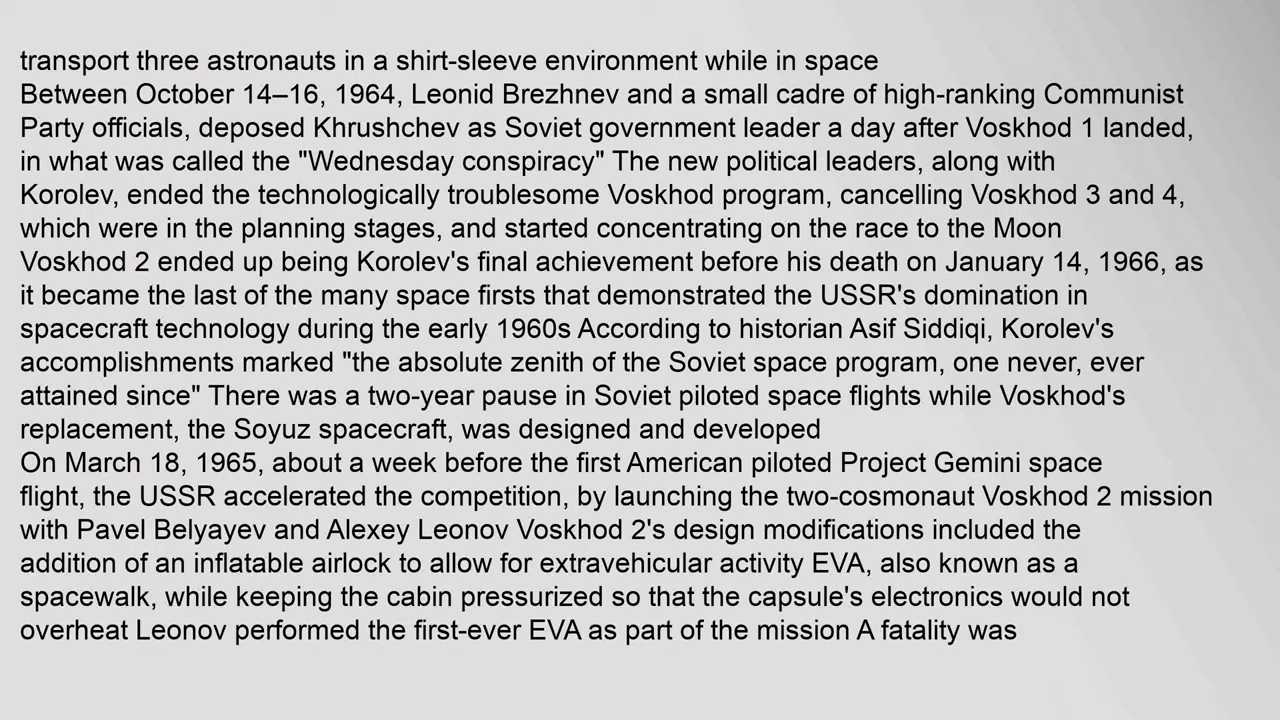 transport three astronauts in a shirt-sleeve environment while in space
Between October 14–16, 1964, Leonid Brezhnev and a small cadre of high-ranking Communist
Party officials, deposed Khrushchev as Soviet government leader a day after Voskhod 1 landed,
in what was called the "Wednesday conspiracy" The new political leaders, along with
Korolev, ended the technologically troublesome Voskhod program, cancelling Voskhod 3 and 4,
which were in the planning stages, and started concentrating on the race to the Moon
Voskhod 2 ended up being Korolev's final achievement before his death on January 14, 1966, as
it became the last of the many space firsts that demonstrated the USSR's domination in
spacecraft technology during the early 1960s According to historian Asif Siddiqi, Korolev's
accomplishments marked "the absolute zenith of the Soviet space program, one never, ever
attained since" There was a two-year pause in Soviet piloted space flights while Voskhod's
replacement, the Soyuz spacecraft, was designed and developed
On March 18, 1965, about a week before the first American piloted Project Gemini space
flight, the USSR accelerated the competition, by launching the two-cosmonaut Voskhod 2 mission
with Pavel Belyayev and Alexey Leonov Voskhod 2's design modifications included the
addition of an inflatable airlock to allow for extravehicular activity EVA, also known as a
spacewalk, while keeping the cabin pressurized so that the capsule's electronics would not
overheat Leonov performed the first-ever EVA as part of the mission A fatality was